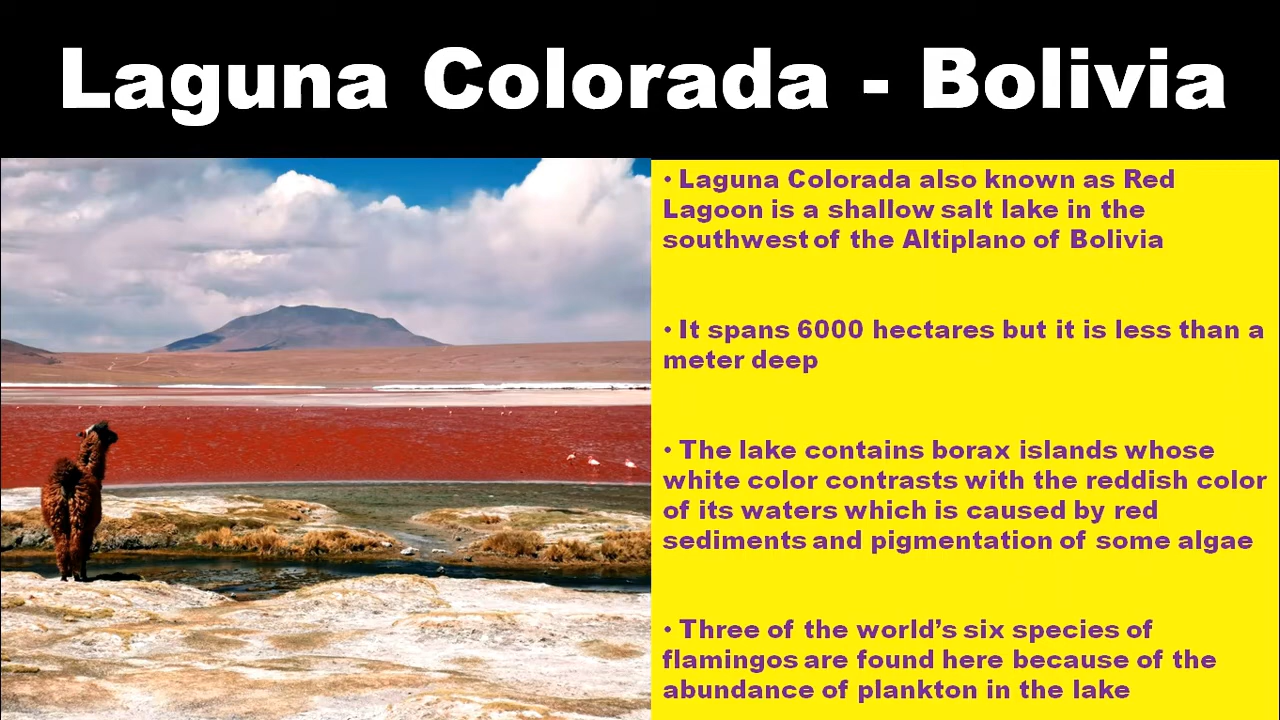 Laguna Colorada - Bolivia
• Laguna Colorada also known as Red
Lagoon is a shallow salt lake in the
southwest of the Altiplano of Bolivia
• It spans 6000 hectares but it is less than a
meter deep
• The lake contains borax islands whose
white color contrasts with the reddish color
of its waters which is caused by red
sediments and pigmentation of some algae
• Three of the world’s six species of
flamingos are found here because of the
abundance of plankton in the lake